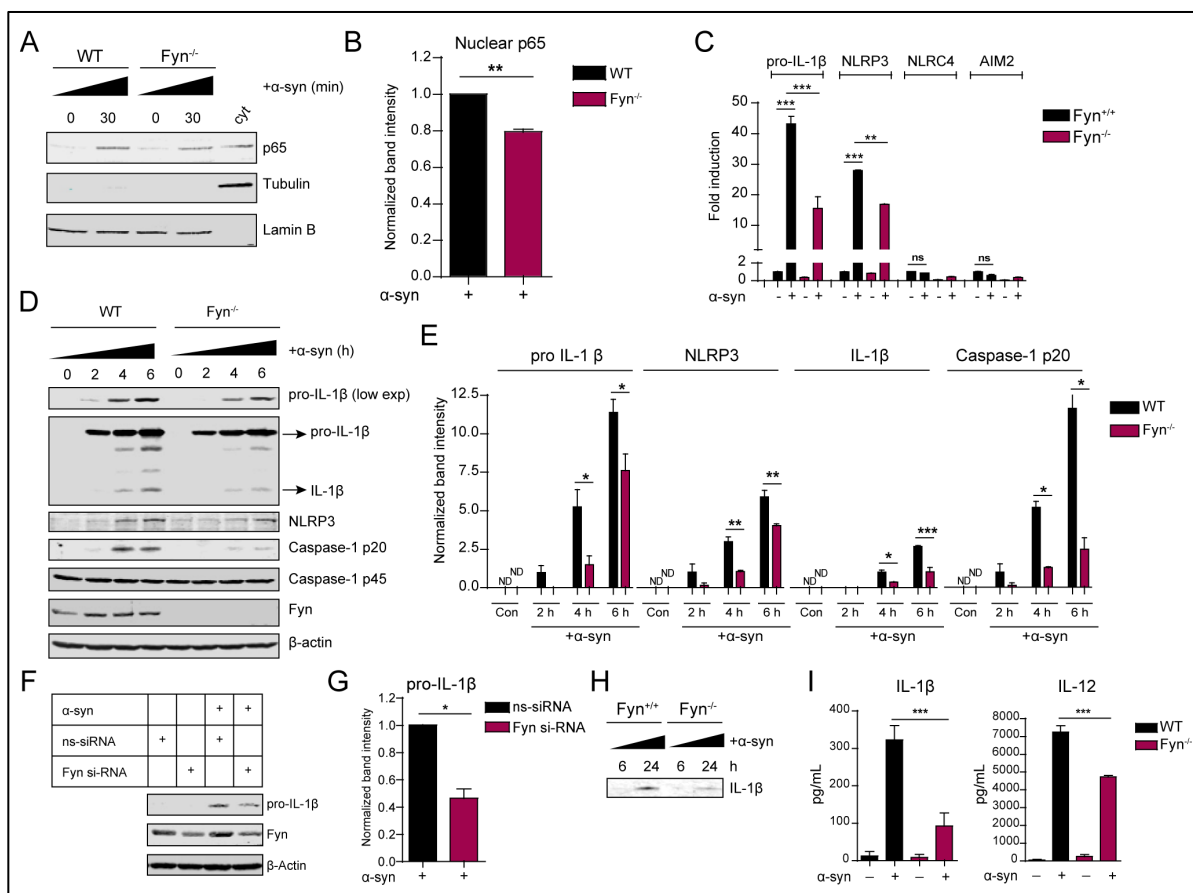 A
WT Fyn-/-
+α-syn (min)
0 30 0 30 cyt
p65
Tubulin
Lamin B
B
Nuclear p65
Normalized band intensity
1.2
1.0
0.8
0.6
0.4
0.2
0.0
**
WT
Fyn-/-
α-syn + +
C
pro-IL-1β NLRP3 NLRC4 AIM2
Fold induction
50
40
30
20
10
2
0
*** *** *** ** ns ns
Fyn+/+
Fyn-/-
α-syn - + - + - + - + - + - + - + - +
D
WT Fyn-/-
+α-syn (h)
0 2 4 6 0 2 4 6
pro-IL-1β (low exp)
pro-IL-1β
IL-1β
NLRP3
Caspase-1 p20
Caspase-1 p45
Fyn
β-actin
E
pro IL-1 β NLRP3 IL-1β Caspase-1 p20
Normalized band intensity
12.5
10.0
7.5
5.0
2.5
0.0
* * ** ** * *** * *
ND ND ND ND ND ND ND ND
WT
Fyn-/-
Con 2 h 4 h 6 h Con 2 h 4 h 6 h Con 2 h 4 h 6 h Con 2 h 4 h 6 h
+α-syn +α-syn +α-syn +α-syn
F
α-syn + +
ns-siRNA + +
Fyn si-RNA + +
pro-IL-1β
Fyn
β-Actin
G
pro-IL-1β
Normalized band intensity
1.2
1.0
0.8
0.6
0.4
0.2
0.0
*
ns-siRNA
Fyn si-RNA
α-syn + +
H
Fyn+/+ Fyn-/-
+α-syn
6 24 6 24 h
IL-1β
I
IL-1β
pg/mL
400
300
200
100
0
***
α-syn – + – +
IL-12
pg/mL
9000
8000
7000
6000
5000
4000
3000
2000
1000
0
***
WT
Fyn-/-
α-syn – + – +